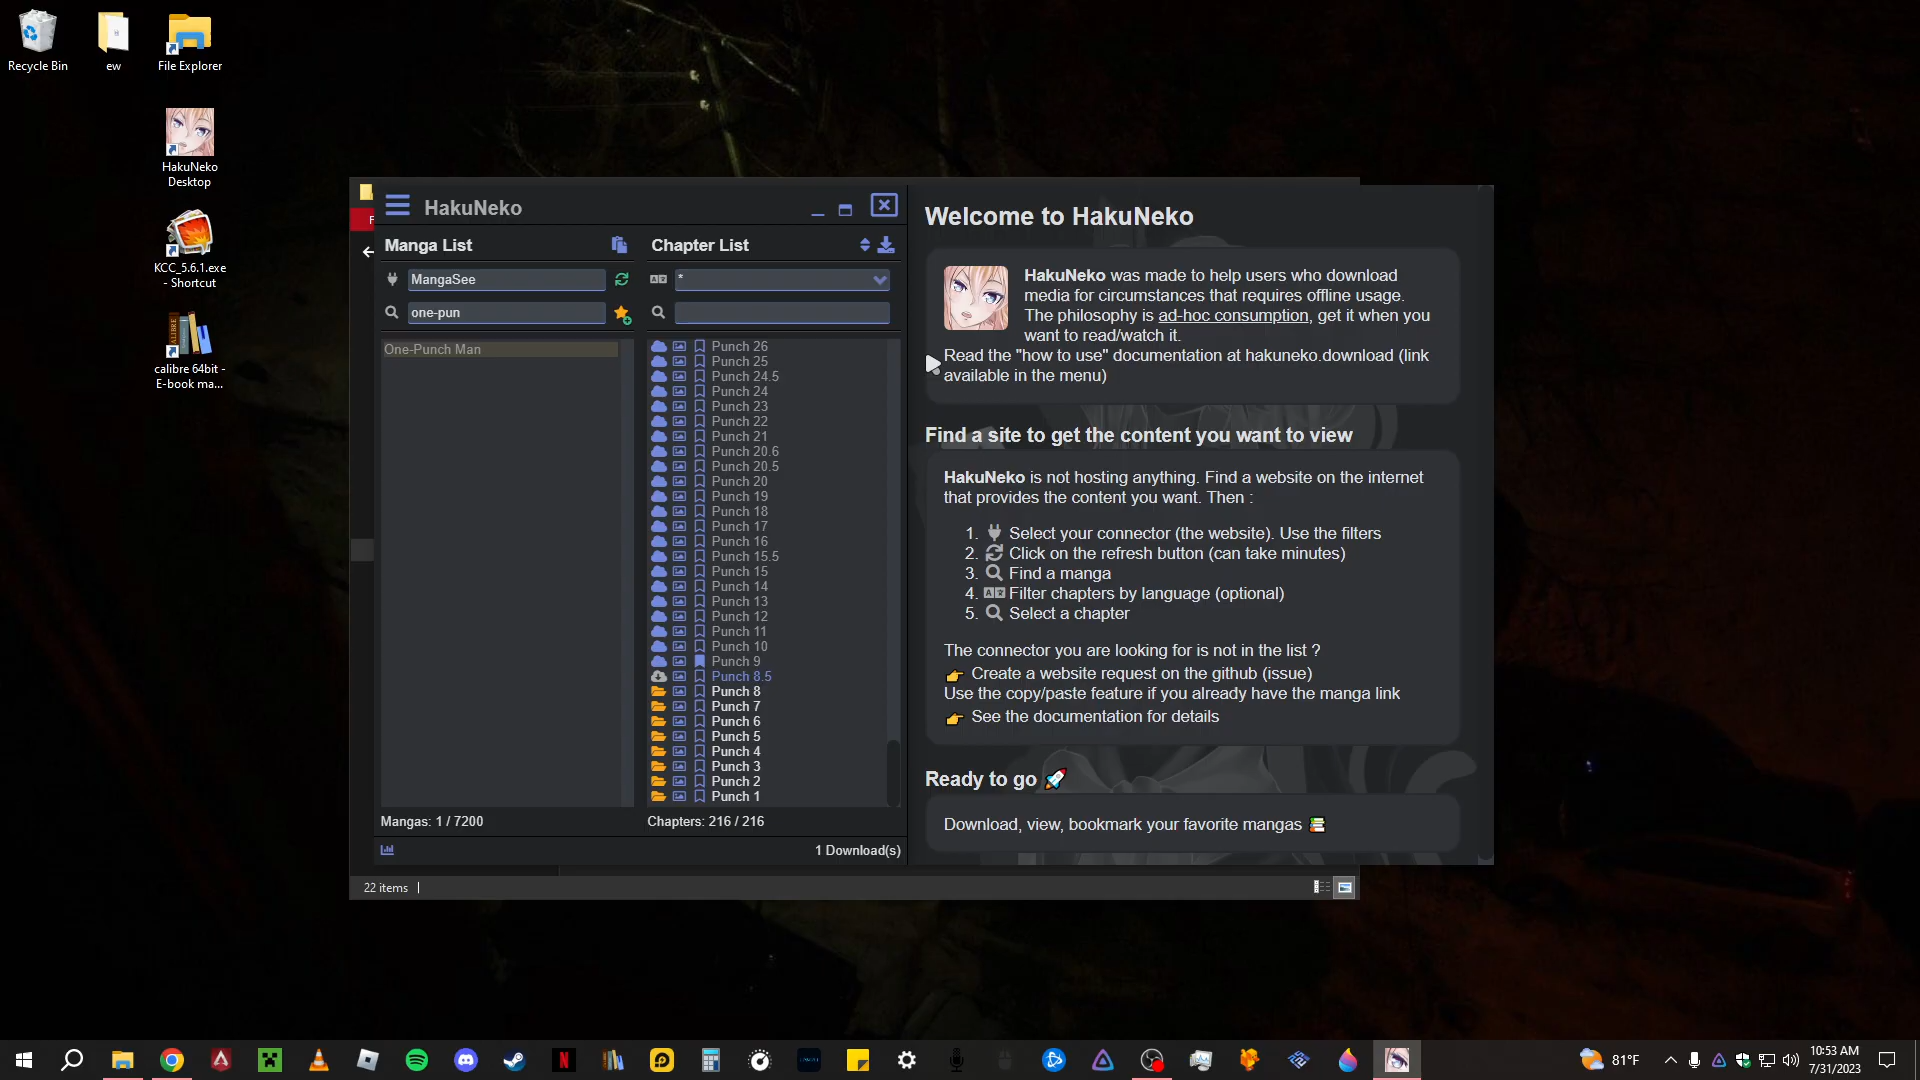 Recycle Bin
ew
File Explorer
HakuNeko
Desktop
KCC_5.6.1.exe
- Shortcut
calibre 64bit -
E-book ma...
HakuNeko
Manga List
MangaSee
one-pun
One-Punch Man
Mangas: 1 / 7200
Chapter List
*
Punch 26
Punch 25
Punch 24.5
Punch 24
Punch 23
Punch 22
Punch 21
Punch 20.6
Punch 20.5
Punch 20
Punch 19
Punch 18
Punch 17
Punch 16
Punch 15.5
Punch 15
Punch 14
Punch 13
Punch 12
Punch 11
Punch 10
Punch 9
Punch 8.5
Punch 8
Punch 7
Punch 6
Punch 5
Punch 4
Punch 3
Punch 2
Punch 1
Chapters: 216 / 216
1 Download(s)
Welcome to HakuNeko
HakuNeko was made to help users who download
media for circumstances that requires offline usage.
The philosophy is ad-hoc consumption, get it when you
want to read/watch it.
Read the "how to use" documentation at hakuneko.download (link
available in the menu)
Find a site to get the content you want to view
HakuNeko is not hosting anything. Find a website on the internet
that provides the content you want. Then :
1. Select your connector (the website). Use the filters
2. Click on the refresh button (can take minutes)
3. Find a manga
4. Filter chapters by language (optional)
5. Select a chapter
The connector you are looking for is not in the list ?
Create a website request on the github (issue)
Use the copy/paste feature if you already have the manga link
See the documentation for details
Ready to go
Download, view, bookmark your favorite mangas
22 items
81°F
10:53 AM
7/31/2023